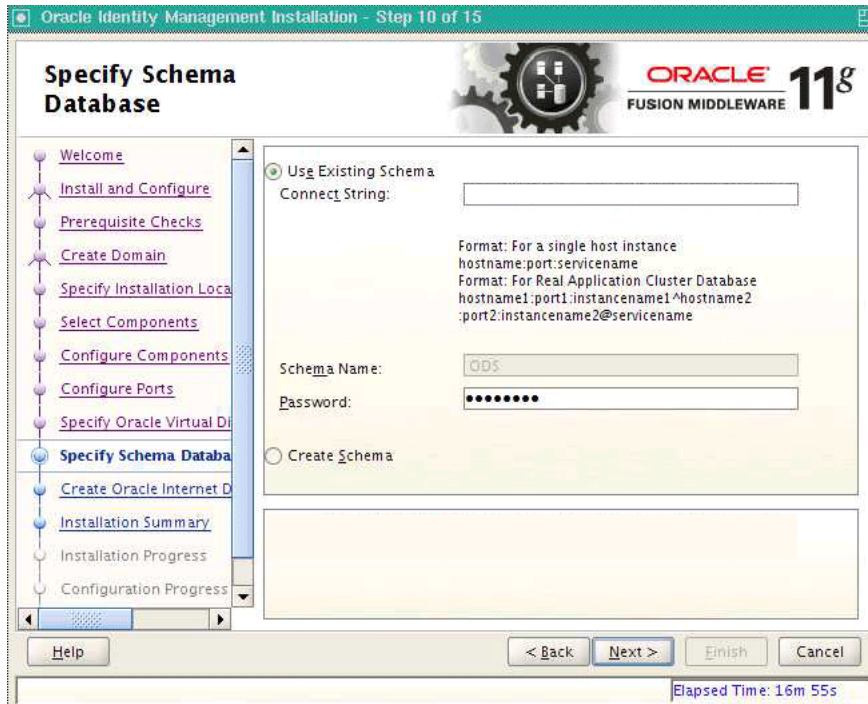 Oracle Identity Management Installation - Step 10 of 15
Specify Schema
Database
ORACLE
FUSION MIDDLEWARE
11g
Welcome
Install and Configure
Prerequisite Checks
Create Domain
Specify Installation Loca
Select Components
Configure Components
Configure Ports
Specify Oracle Virtual Di
Specify Schema Databa
Create Oracle Internet D
Installation Summary
Installation Progress
Configuration Progress
Use Existing Schema
Connect String:
Format: For a single host instance
hostname:port:servicename
Format: For Real Application Cluster Database
hostname1:port1:instancename1^hostname2
:port2:instancename2@servicename
Schema Name:
ODS
Password:
••••••••
Create Schema
Help
< Back
Next >
Finish
Cancel
Elapsed Time: 16m 55s